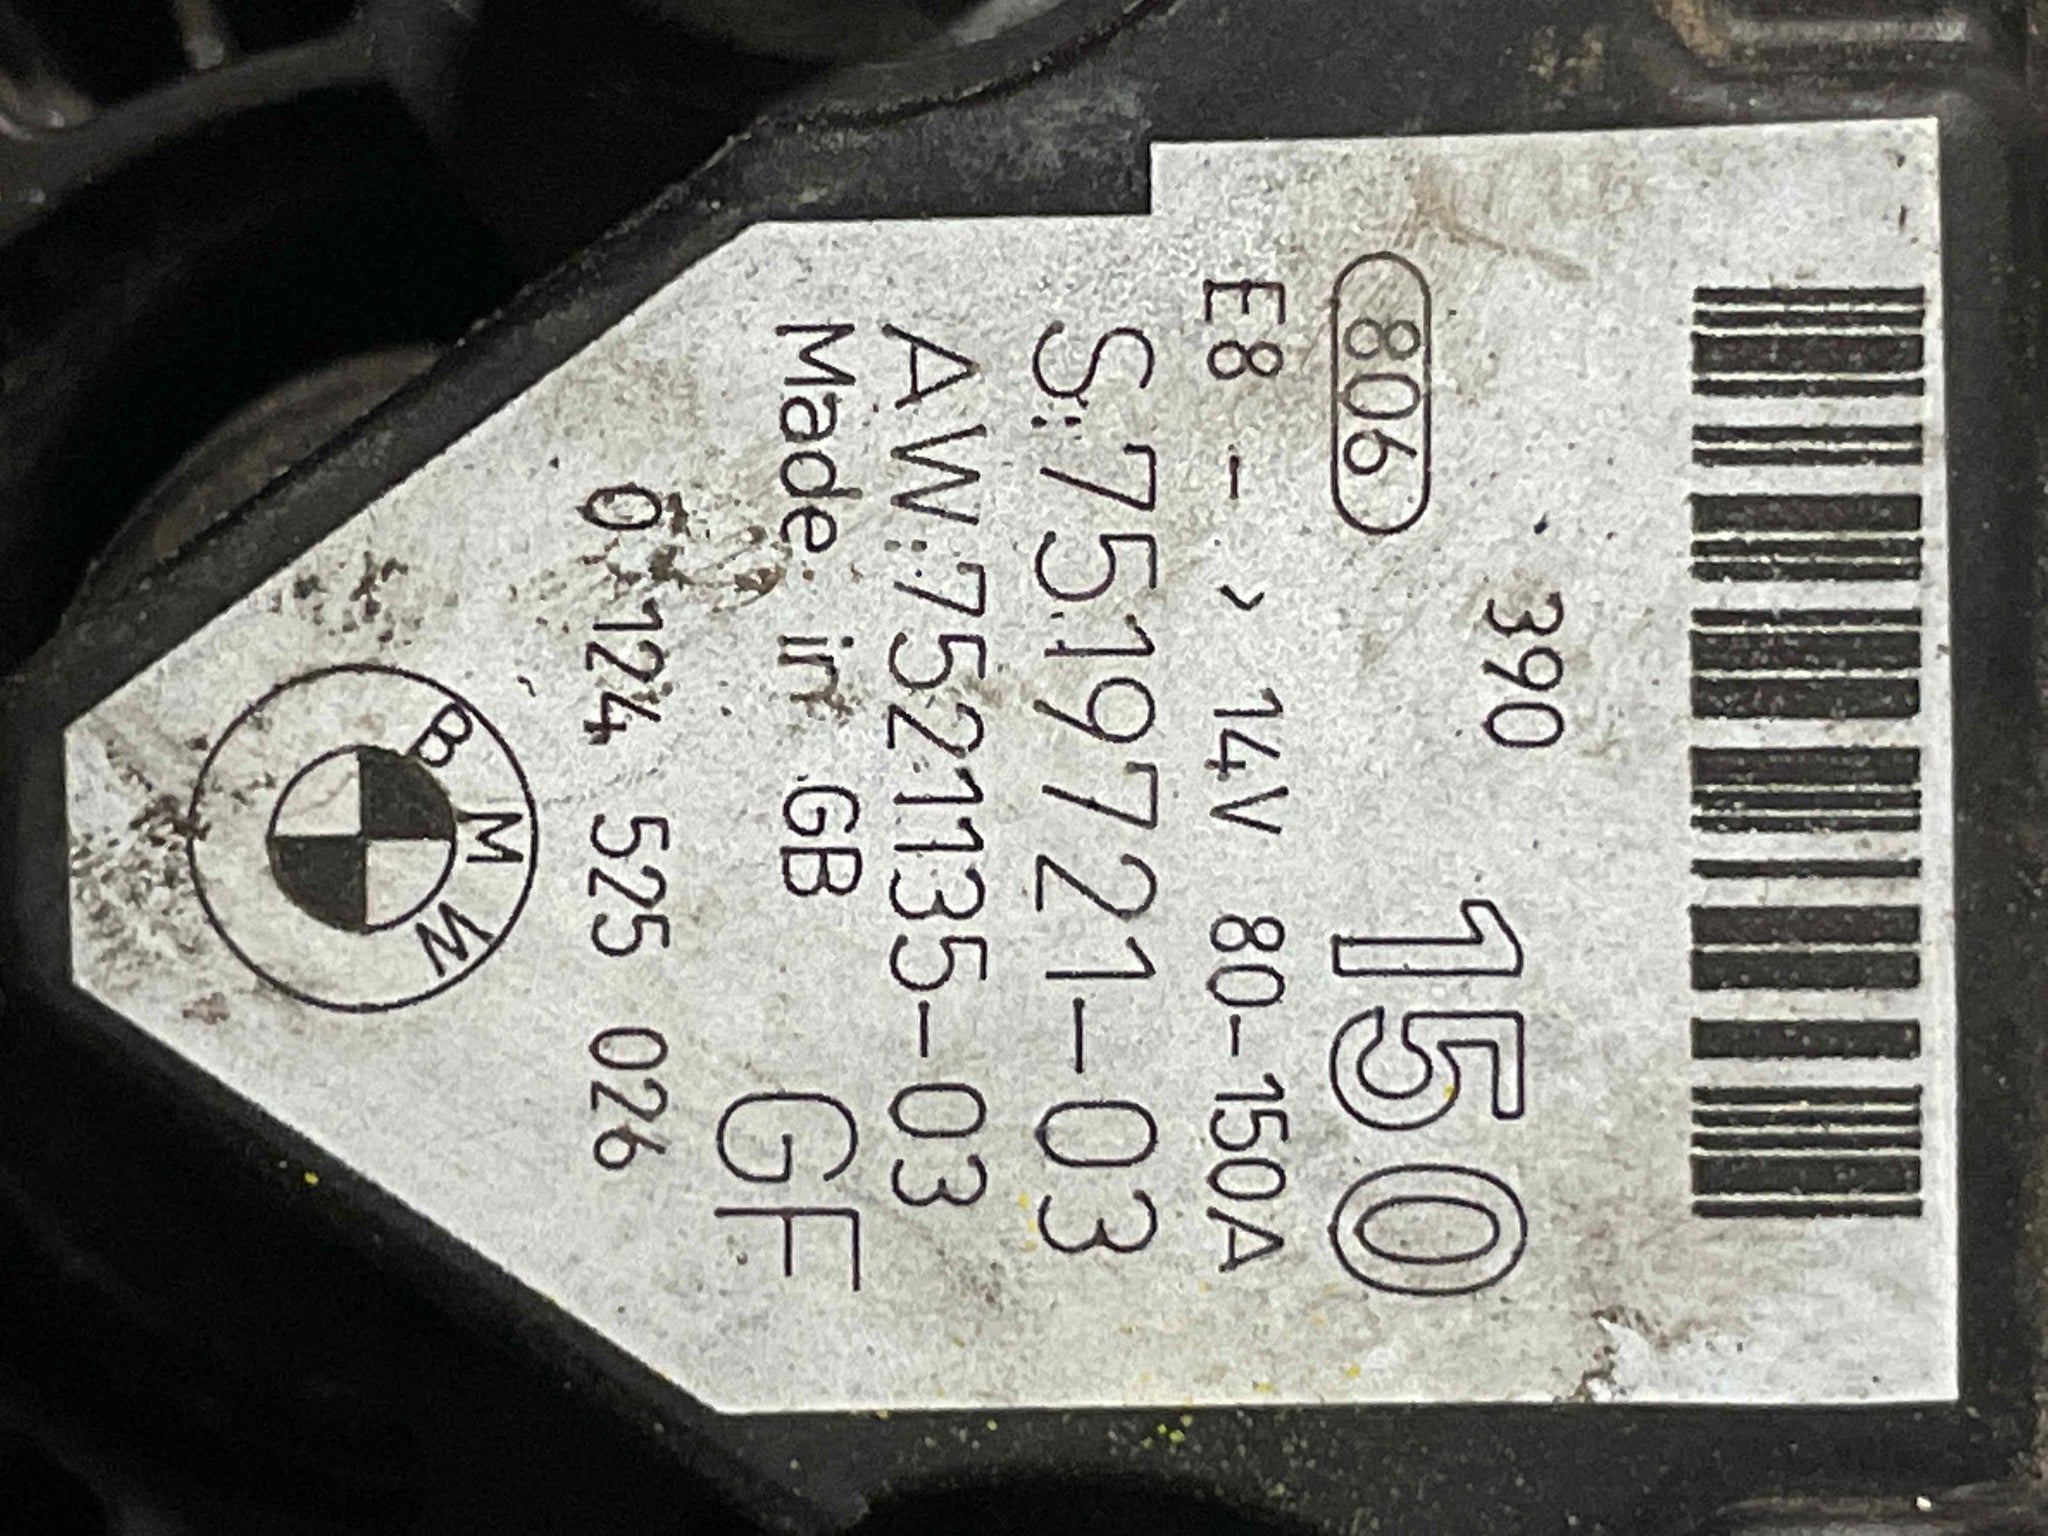 390
806
150
E8 - > 14V 80-150A
S:7519721-03
AW:7521135-03
Made in GB
GF
0 124 525 026
BMW